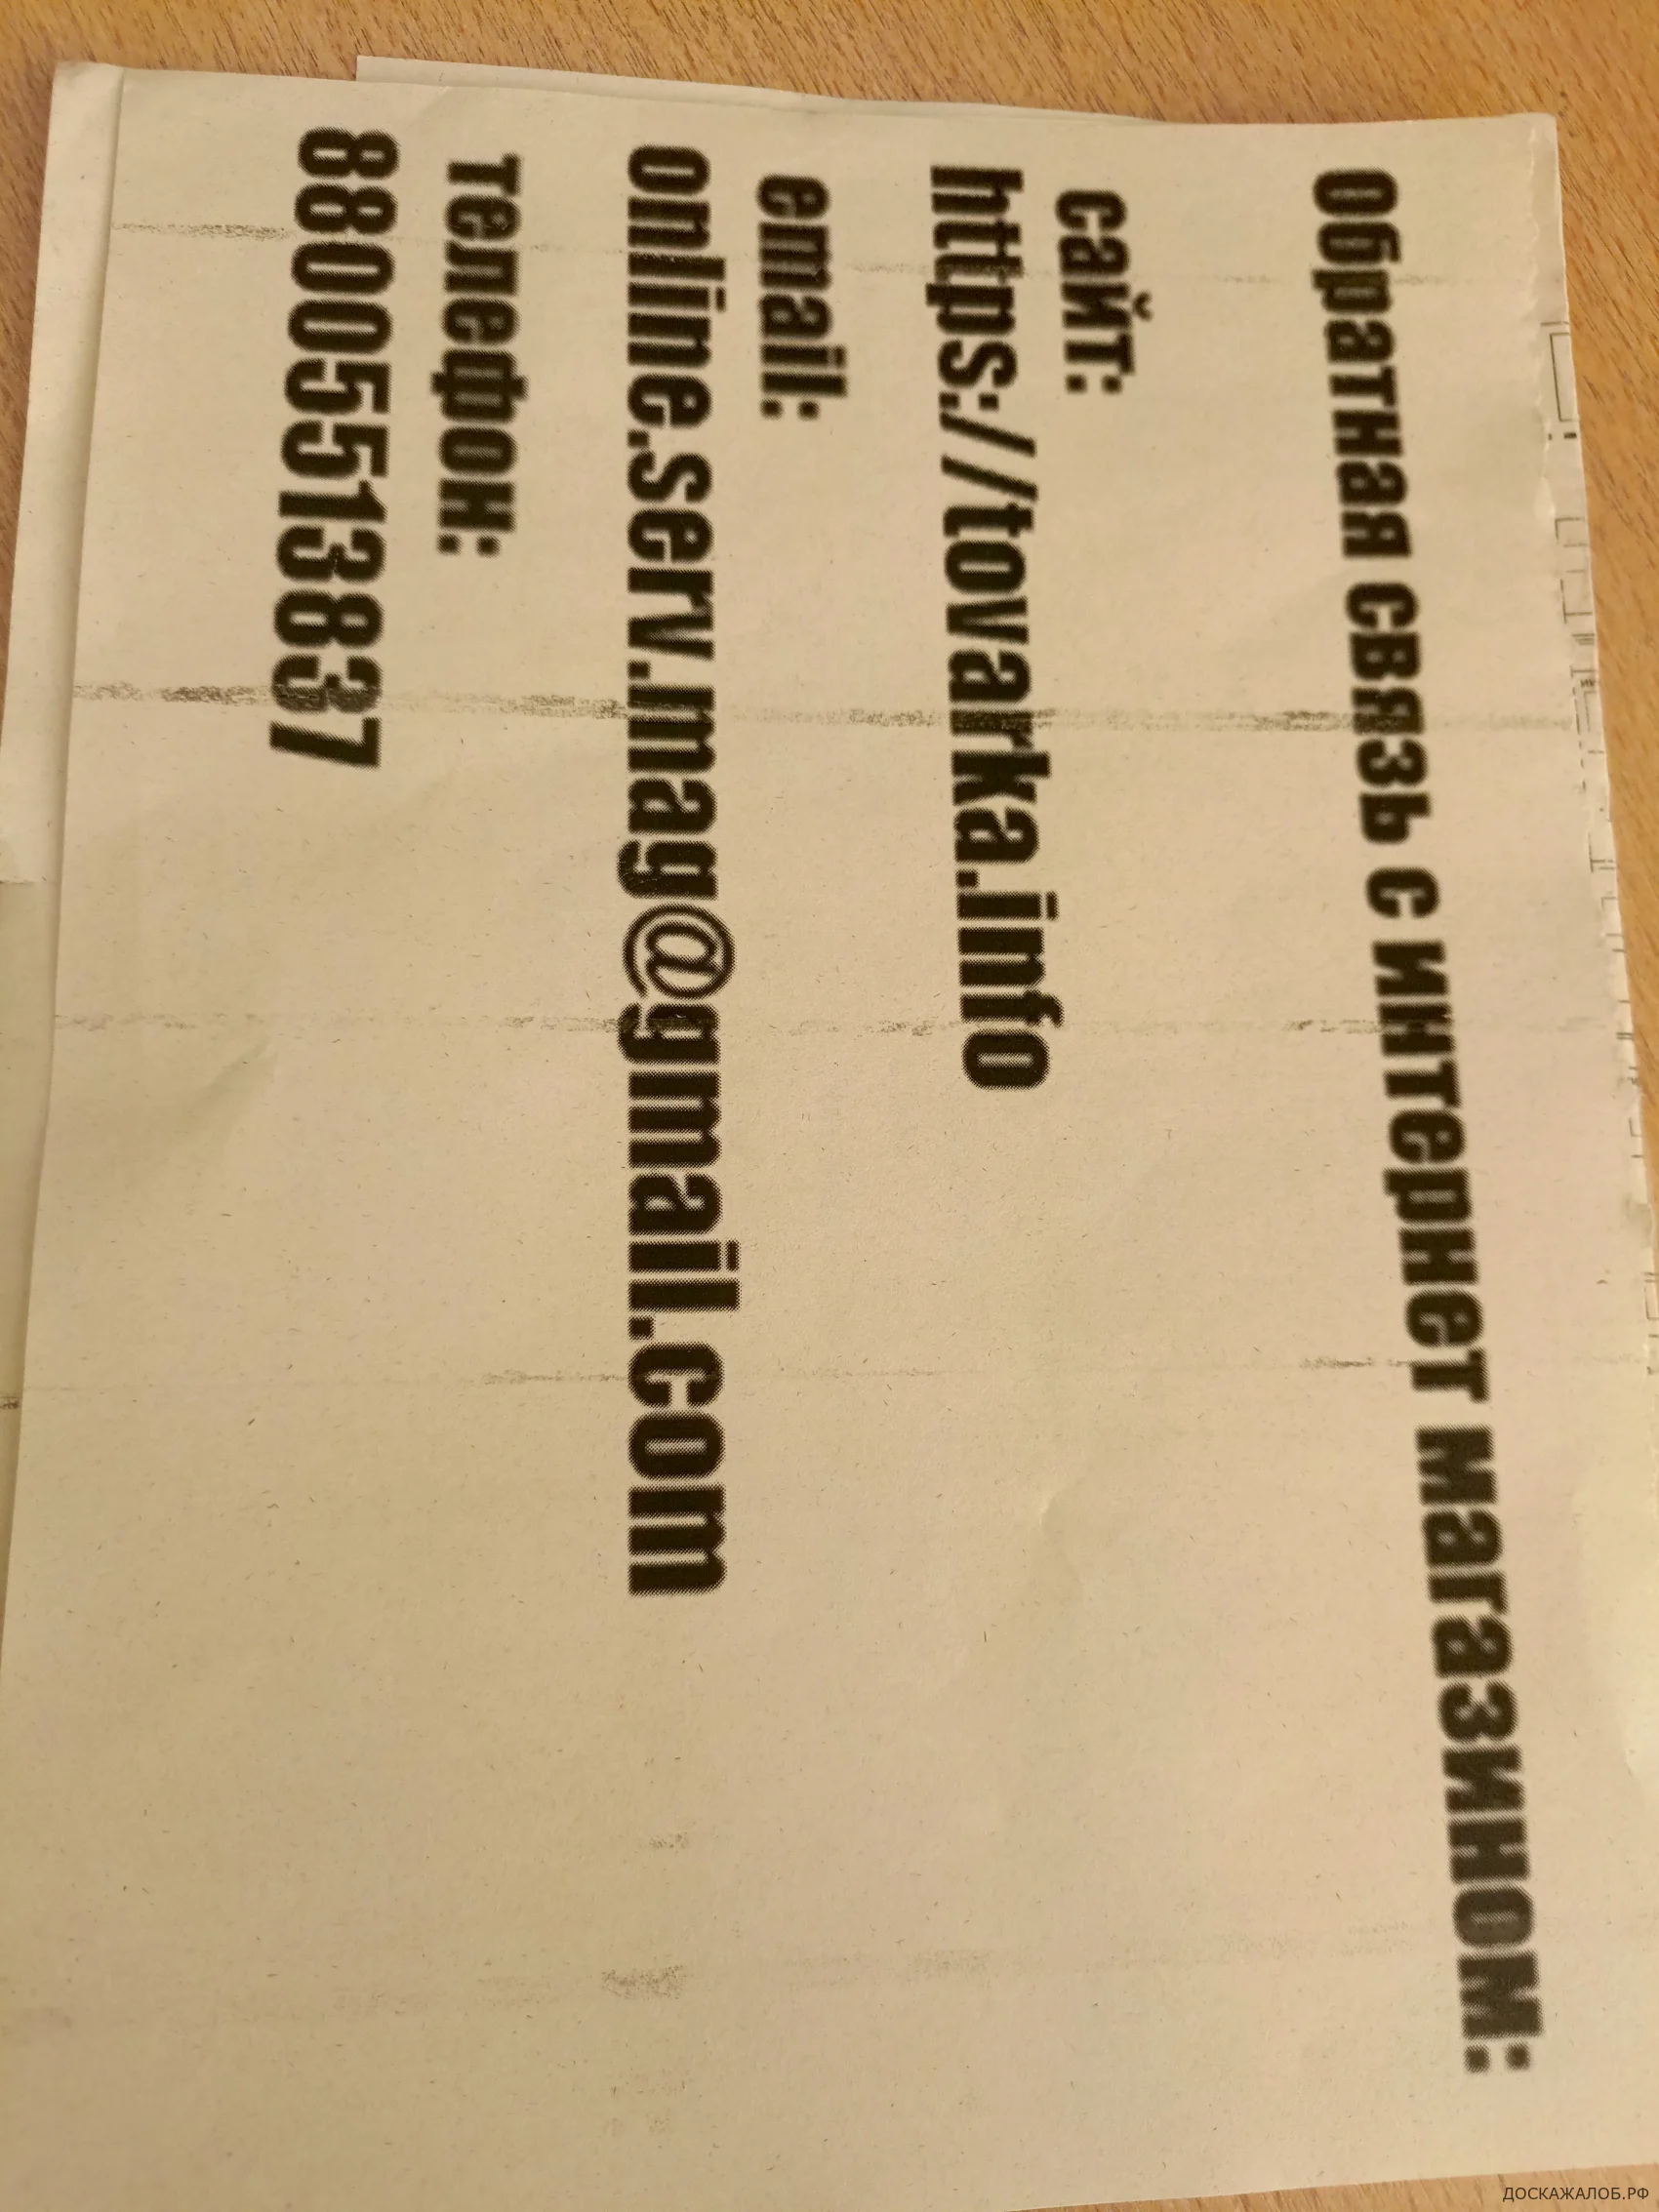 Обратная связь с интернет магазином:
сайт:
https://tovarka.info
email:
online.serv.mag@gmail.com
телефон:
88005513837
ДОСКАЖАЛОБ.РФ